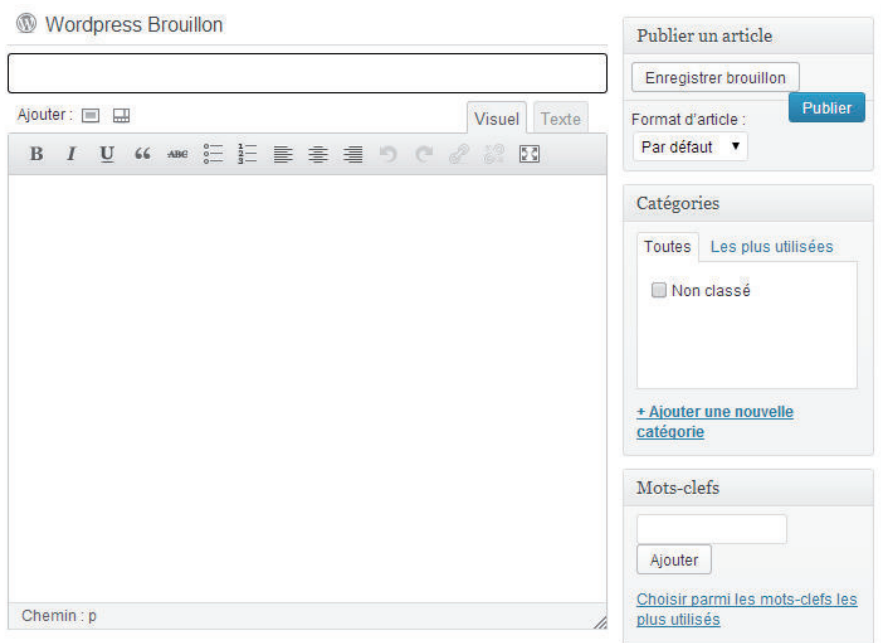 Wordpress Brouillon
Ajouter :
Visuel
Texte
B I U ABC
Chemin : p
Publier un article
Enregistrer brouillon
Publier
Format d'article :
Par défaut
Catégories
Toutes
Les plus utilisées
Non classé
+ Ajouter une nouvelle
catégorie
Mots-clefs
Ajouter
Choisir parmi les mots-clefs les
plus utilisés